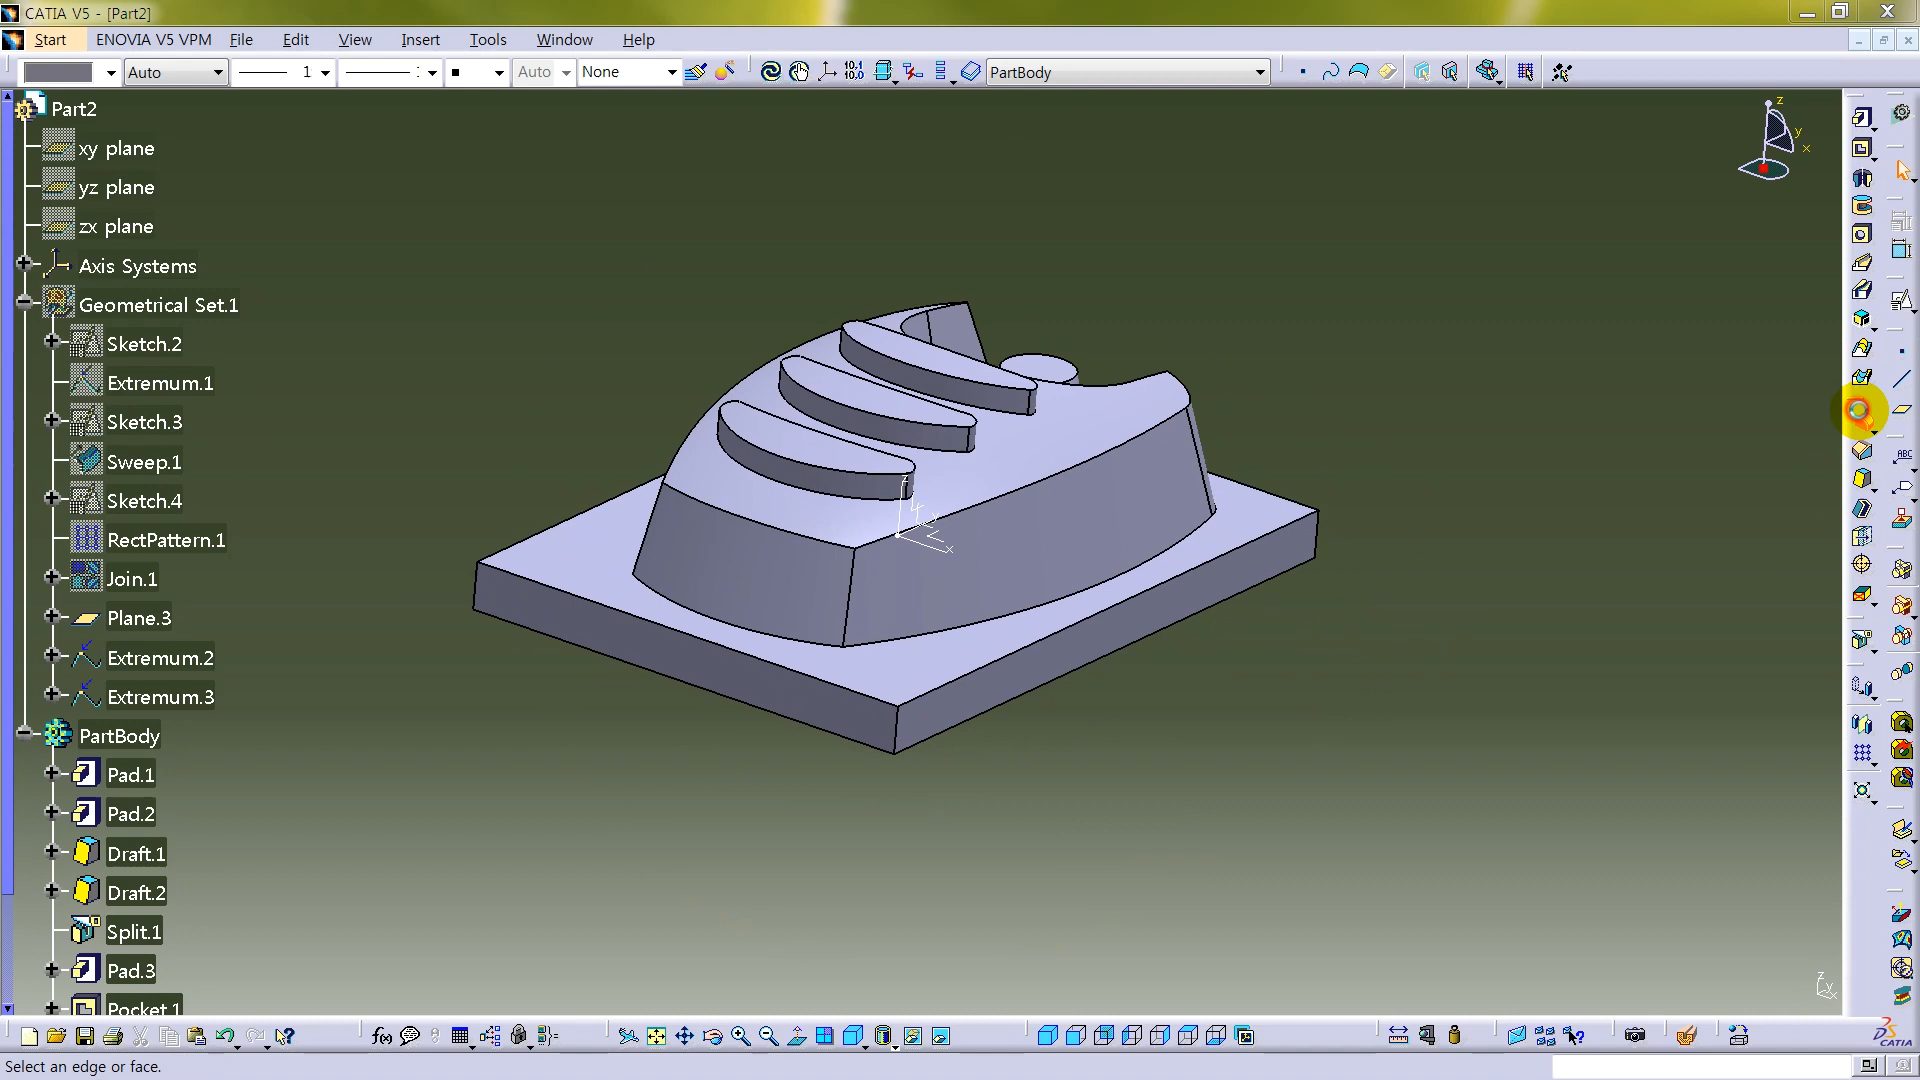 CATIA V5 - [Part2]
Start ENOVIA V5 VPM File Edit View Insert Tools Window Help
Auto 1 Auto None PartBody
Part2
xy plane
yz plane
zx plane
Axis Systems
Geometrical Set.1
Sketch.2
Extremum.1
Sketch.3
Sweep.1
Sketch.4
RectPattern.1
Join.1
Plane.3
Extremum.2
Extremum.3
PartBody
Pad.1
Pad.2
Draft.1
Draft.2
Split.1
Pad.3
Pocket.1
z
y
x
ABC
f(x)
CATIA
Select an edge or face.